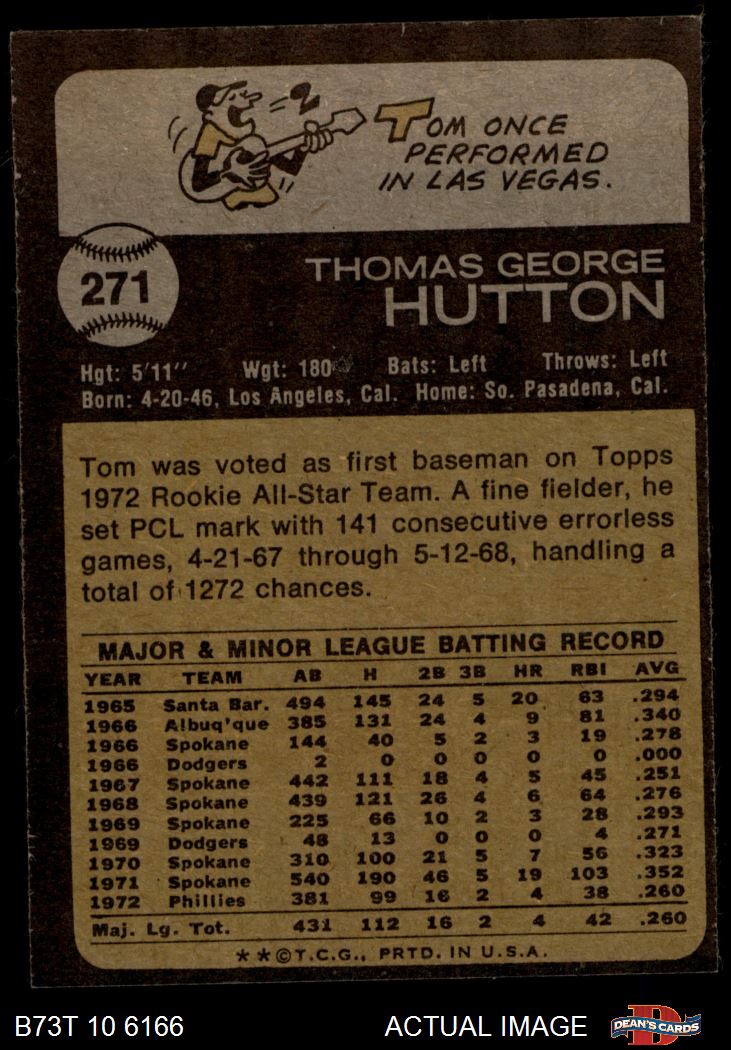 TOM ONCE
PERFORMED
IN LAS VEGAS.
271
THOMAS GEORGE
HUTTON
Hgt: 5'11" Wgt: 180 Bats: Left Throws: Left
Born: 4-20-46, Los Angeles, Cal. Home: So. Pasadena, Cal.
Tom was voted as first baseman on Topps
1972 Rookie All-Star Team. A fine fielder, he
set PCL mark with 141 consecutive errorless
games, 4-21-67 through 5-12-68, handling a
total of 1272 chances.
MAJOR & MINOR LEAGUE BATTING RECORD
YEAR TEAM AB H 2B 3B HR RBI AVG
1965 Santa Bar. 494 145 24 5 20 63 .294
1966 Albuq'que 385 131 24 4 9 81 .340
1966 Spokane 144 40 5 2 3 19 .278
1966 Dodgers 2 0 0 0 0 0 .000
1967 Spokane 442 111 18 4 5 45 .251
1968 Spokane 439 121 26 4 6 64 .276
1969 Spokane 225 66 10 2 3 28 .293
1969 Dodgers 48 13 0 0 0 4 .271
1970 Spokane 310 100 21 5 7 56 .323
1971 Spokane 540 190 46 5 19 103 .352
1972 Phillies 381 99 16 2 4 38 .260
Maj. Lg. Tot. 431 112 16 2 4 42 .260
**©T.C.G., PRTD. IN U.S.A.
B73T 10 6166 ACTUAL IMAGE D DEAN'S CARDS